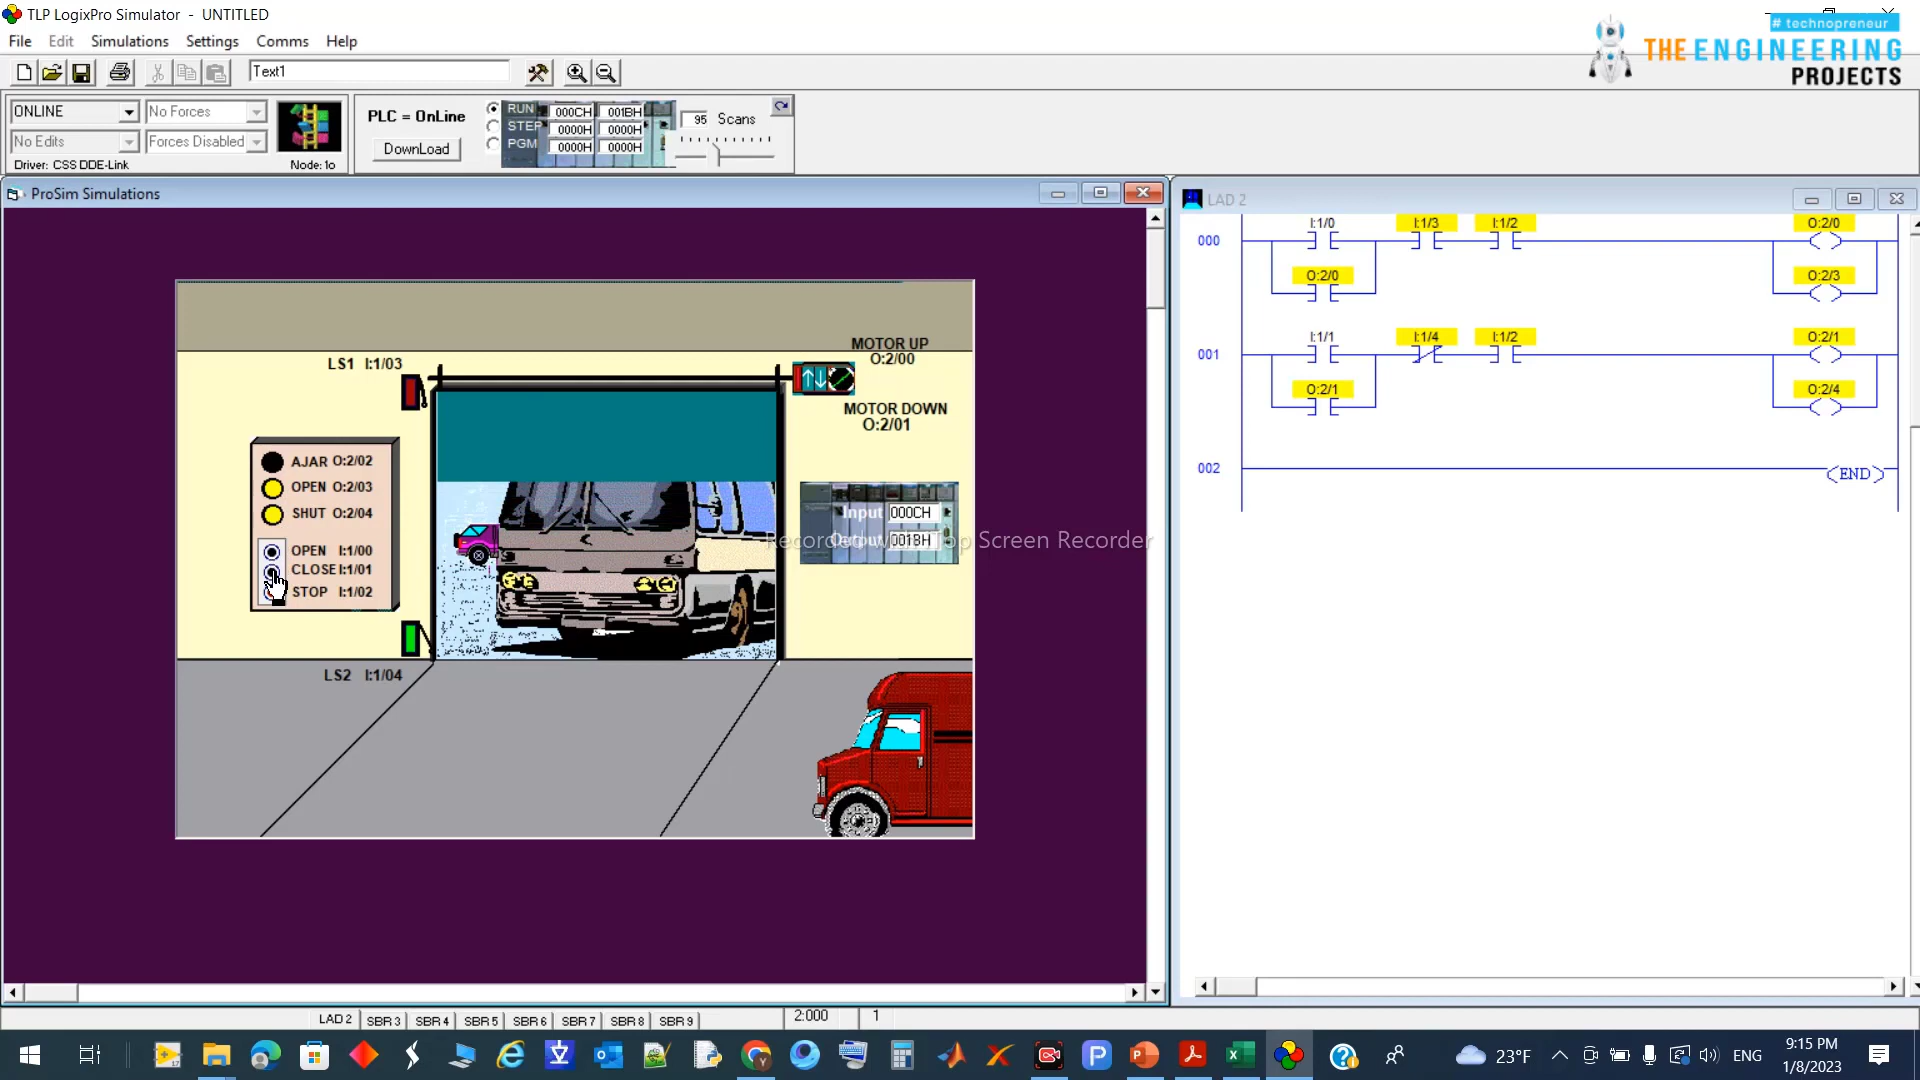 TLP LogixPro Simulator - UNTITLED
# technopreneur
THE ENGINEERING
PROJECTS
File Edit Simulations Settings Comms Help
Text1
ONLINE No Forces
No Edits Forces Disabled
Driver: CSS DDE-Link Node: 1o
PLC = OnLine
DownLoad
RUN 000CH 001BH
STEP 0000H 0000H
PGM 0000H 0000H
95 Scans
ProSim Simulations
LS1 I:1/03
MOTOR UP
O:2/00
MOTOR DOWN
O:2/01
AJAR O:2/02
OPEN O:2/03
SHUT O:2/04
OPEN I:1/00
CLOSE I:1/01
STOP I:1/02
LS2 I:1/04
Input 000CH
Output 001BH
Screen Recorder
LAD 2
I:1/0 I:1/3 I:1/2 O:2/0
000
O:2/0 O:2/3
I:1/1 I:1/4 I:1/2 O:2/1
001
O:2/1 O:2/4
002 END
LAD 2 SBR 3 SBR 4 SBR 5 SBR 6 SBR 7 SBR 8 SBR 9 2:000 1
23°F ENG 9:15 PM
1/8/2023